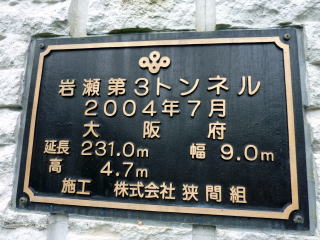 岩瀬第3トンネル
2004年7月
大阪府
延長 231.0m 幅 9.0m
高 4.7m
施工 株式会社 狭間組